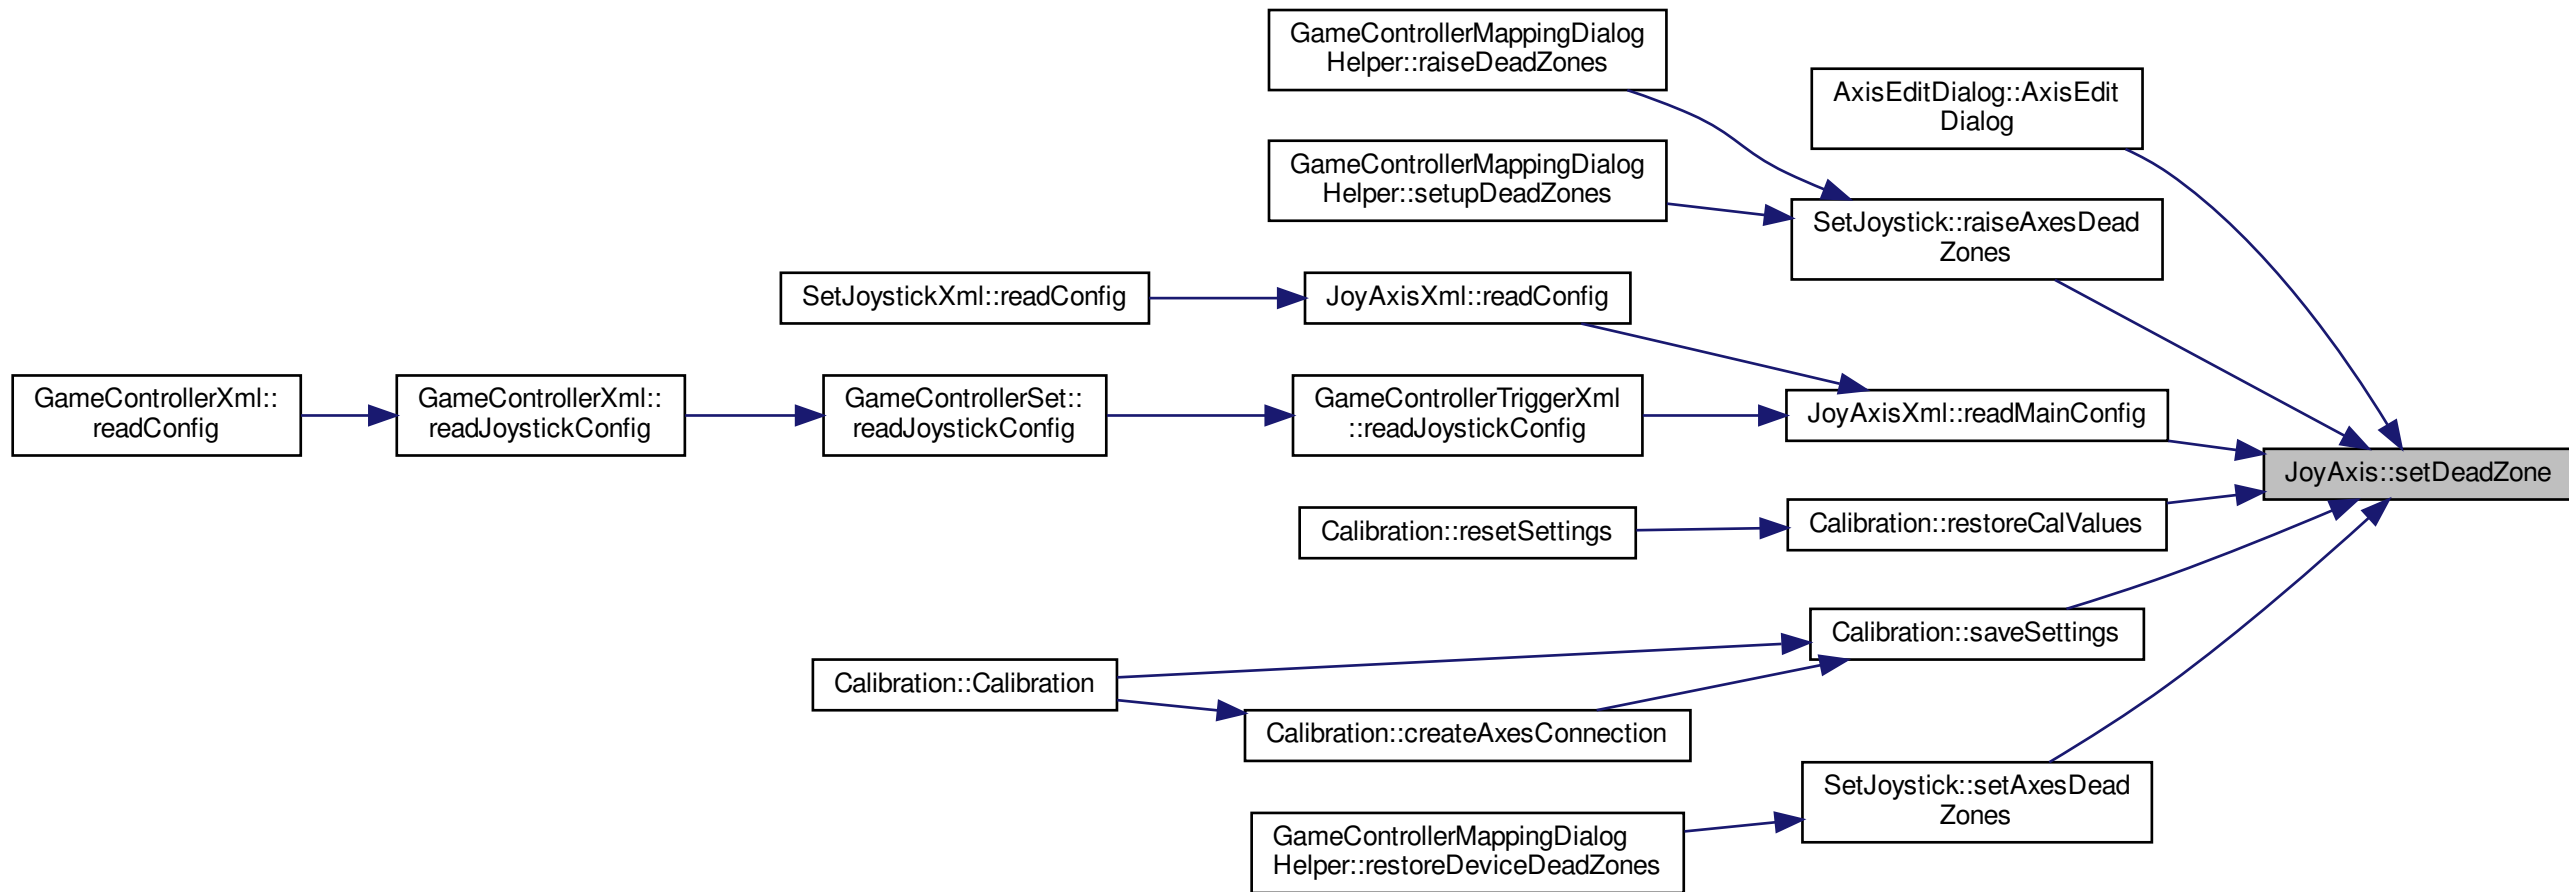 GameControllerMappingDialog
Helper::raiseDeadZones
AxisEditDialog::AxisEdit
Dialog
GameControllerMappingDialog
Helper::setupDeadZones
SetJoystick::raiseAxesDead
Zones
SetJoystickXml::readConfig
JoyAxisXml::readConfig
GameControllerXml::
readConfig
GameControllerXml::
readJoystickConfig
GameControllerSet::
readJoystickConfig
GameControllerTriggerXml
::readJoystickConfig
JoyAxisXml::readMainConfig
JoyAxis::setDeadZone
Calibration::resetSettings
Calibration::restoreCalValues
Calibration::saveSettings
Calibration::Calibration
Calibration::createAxesConnection
SetJoystick::setAxesDead
Zones
GameControllerMappingDialog
Helper::restoreDeviceDeadZones